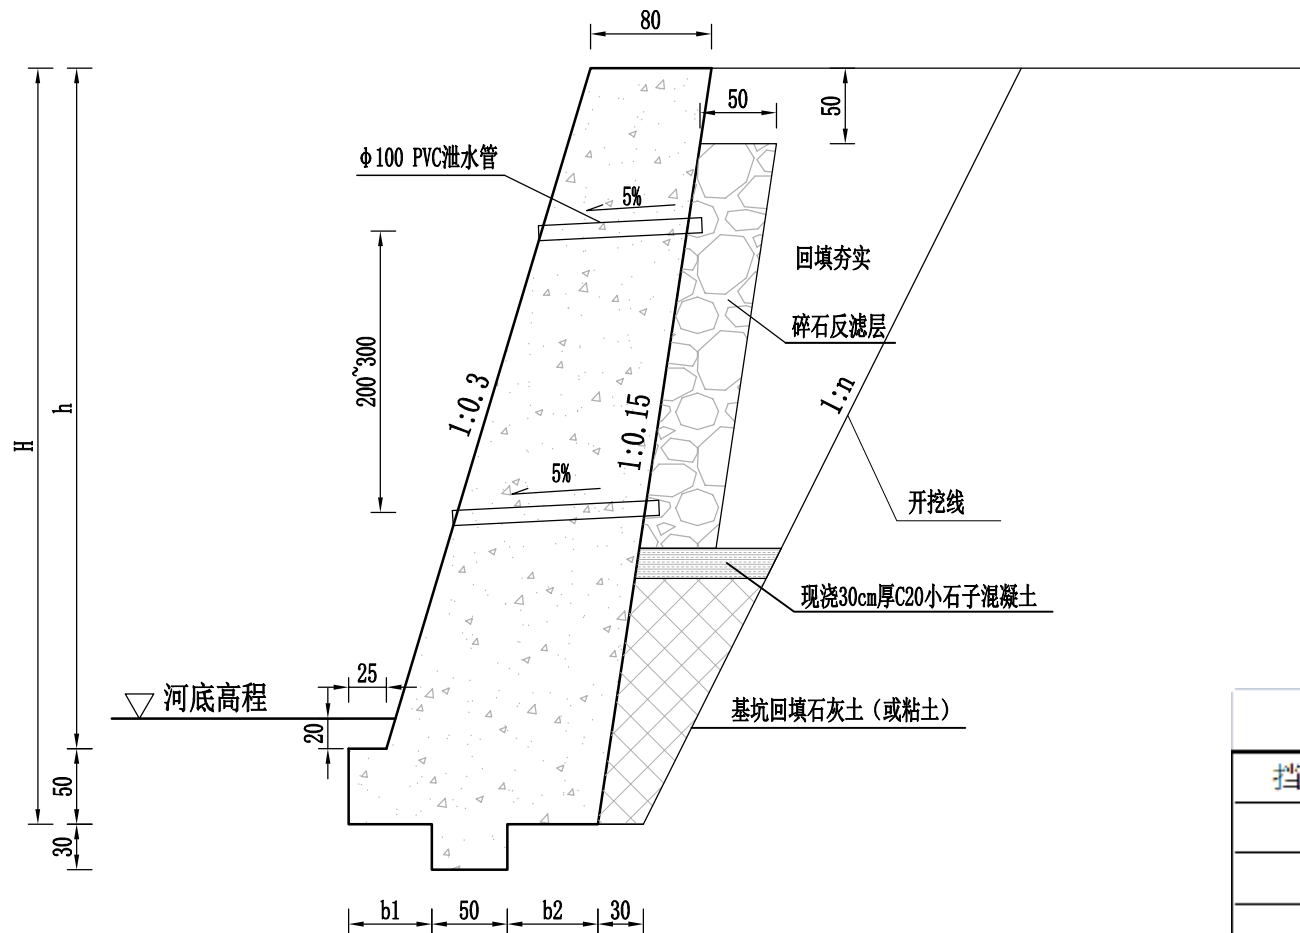 80
50
50
φ100 PVC泄水管
5%
回填夯实
碎石反滤层
200~300
1:0.3
1:0.15
1:n
h
H
5%
开挖线
现浇30cm厚C20小石子混凝土
25
河底高程
20
基坑回填石灰土（或粘土）
50
30
挡
b1
50
b2
30